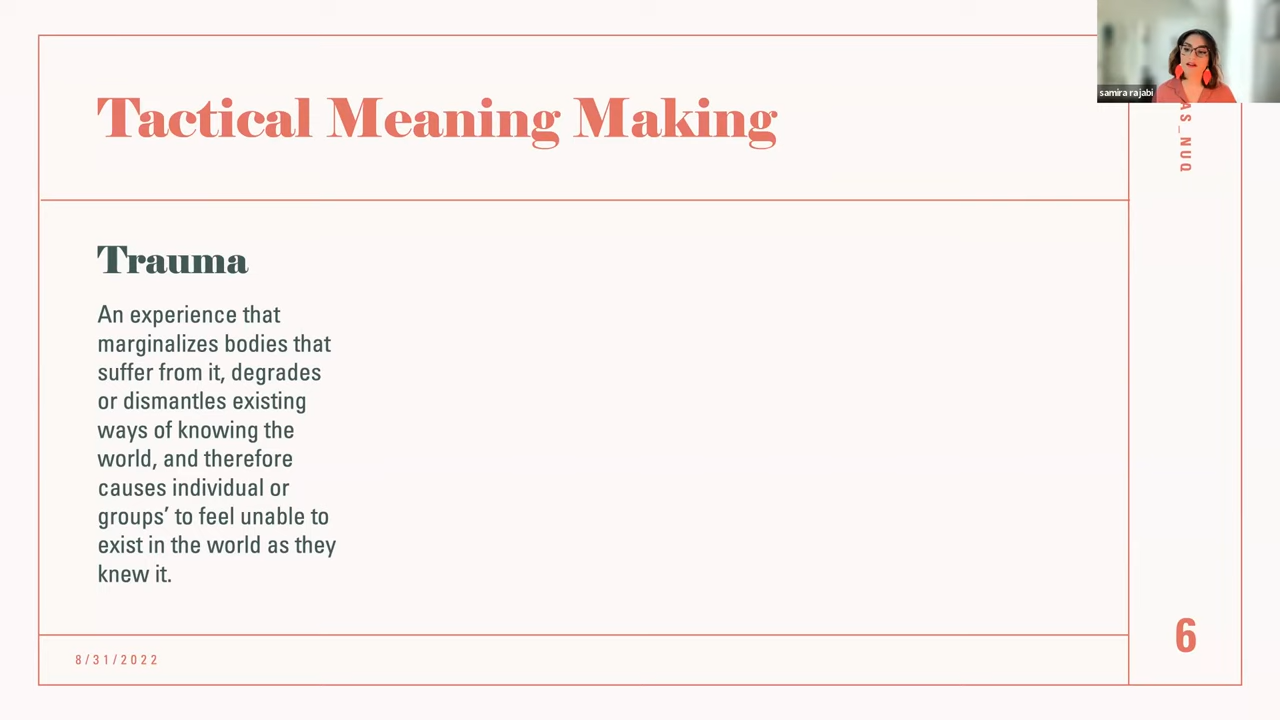 Tactical Meaning Making
samira rajabi
AS_NUQ
Trauma
An experience that
marginalizes bodies that
suffer from it, degrades
or dismantles existing
ways of knowing the
world, and therefore
causes individual or
groups’ to feel unable to
exist in the world as they
knew it.
8/31/2022
6